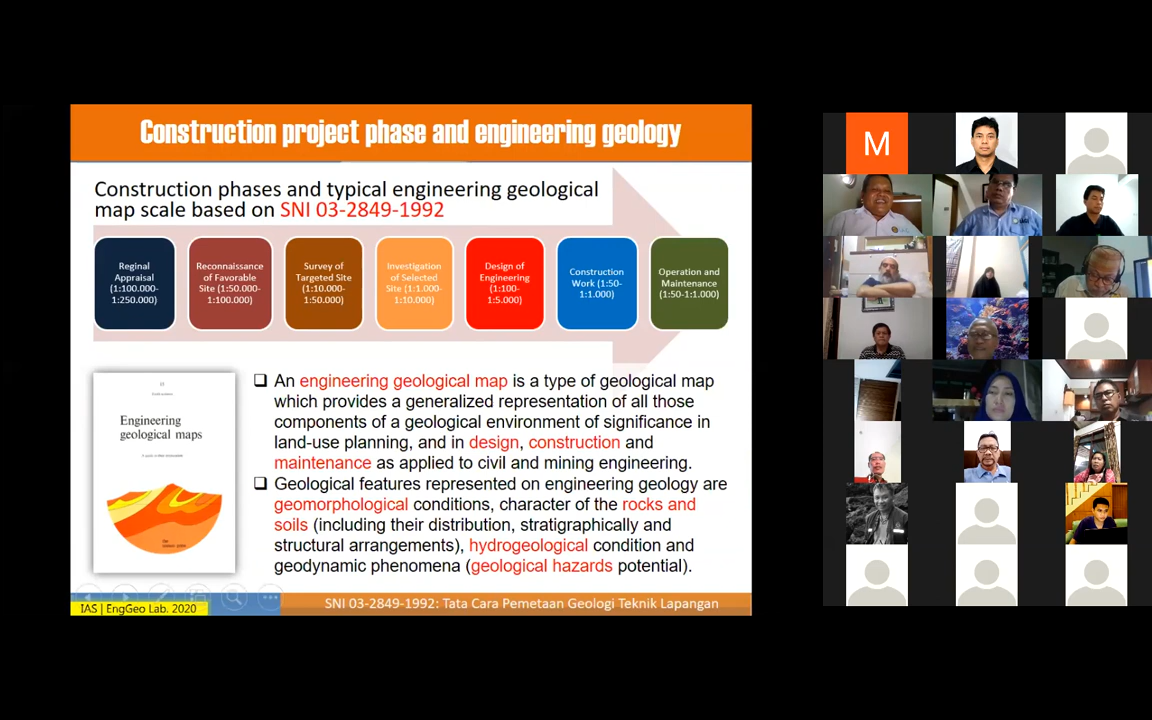 Construction project phase and engineering geology
Construction phases and typical engineering geological
map scale based on SNI 03-2849-1992
Reginal
Appraisal
(1:100.000-
1:250.000)
Reconnaissance
of Favorable
Site (1:50.000-
1:100.000)
Survey of
Targeted Site
(1:10.000-
1:50.000)
Investigation
of Selected
Site (1:1.000-
1:10.000)
Design of
Engineering
(1:100-
1:5.000)
Construction
Work (1:50-
1:1.000)
Operation and
Maintenance
(1:50-1:1.000)
Engineering
geological maps
An engineering geological map is a type of geological map
which provides a generalized representation of all those
components of a geological environment of significance in
land-use planning, and in design, construction and
maintenance as applied to civil and mining engineering.
Geological features represented on engineering geology are
geomorphological conditions, character of the rocks and
soils (including their distribution, stratigraphically and
structural arrangements), hydrogeological condition and
geodynamic phenomena (geological hazards potential).
IAS | EngGeo Lab. 2020
SNI 03-2849-1992: Tata Cara Pemetaan Geologi Teknik Lapangan
M